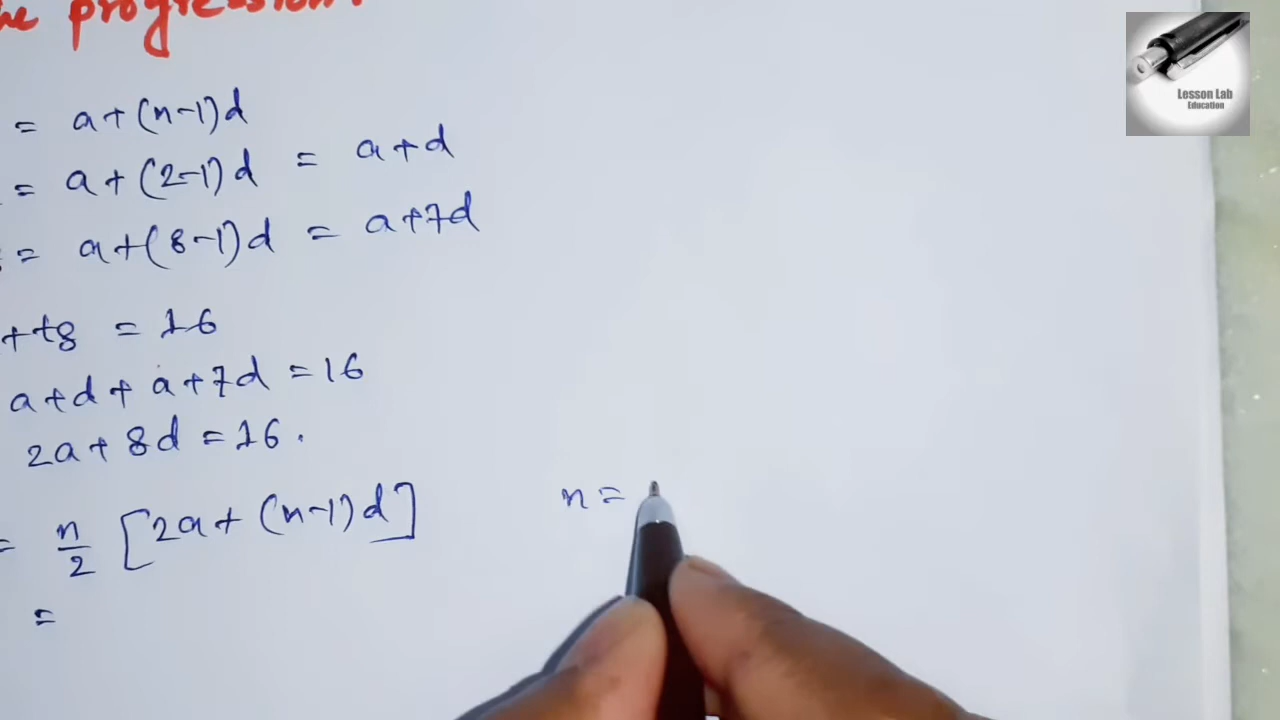 progression.
Lesson Lab
Education
= a+(n-1)d
= a+(2-1)d = a+d
= a+(8-1)d = a+7d
+t8 = 16
a+d+a+7d = 16
2a+8d = 16.
= n/2 [2a+(n-1)d]
n =
=